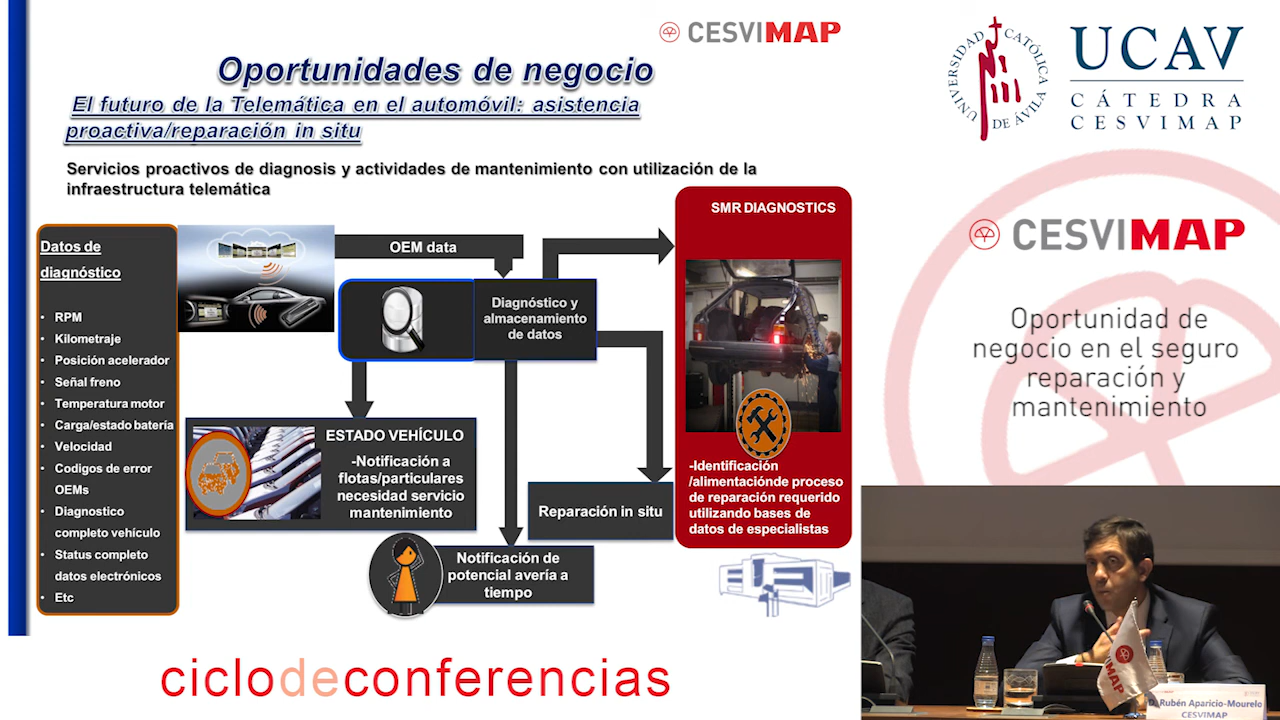 CESVIMAP
Oportunidades de negocio
El futuro de la Telemática en el automóvil: asistencia
proactiva/reparación in situ
Servicios proactivos de diagnosis y actividades de mantenimiento con utilización de la
infraestructura telemática
Datos de
diagnóstico
• RPM
• Kilometraje
• Posición acelerador
• Señal freno
• Temperatura motor
• Carga estado batería
• Velocidad
• Codigos de error
OEMs
• Diagnostico
completo vehículo
• Status completo
datos electrónicos
• Etc
OEM data
Diagnóstico y
almacenamiento
de datos
ESTADO VEHÍCULO
-Notificación a
flotas/particulares
necesidad servicio
mantenimiento
Notificación de
potencial avería a
tiempo
Reparación in situ
SMR DIAGNOSTICS
-Identificación
/alimentaciónde proceso
de reparación requerido
utilizando bases de
datos de especialistas
ciclodeconferencias
UNIVERSIDAD CATÓLICA
DE ÁVILA
UCAV
CÁTEDRA
CESVIMAP
CESVIMAP
Oportunidad de
negocio en el seguro
reparación y
mantenimiento
IMAP
D. Rubén Aparicio-Mourelo
CESVIMAP